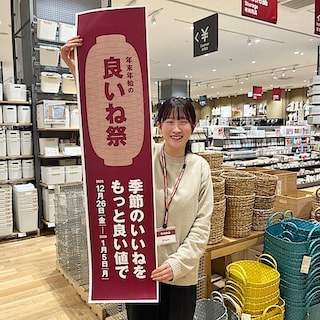 年末年始の
良いね祭
季節のいいねを
もっと良い値で
12月26日(金)―1月5日(月)